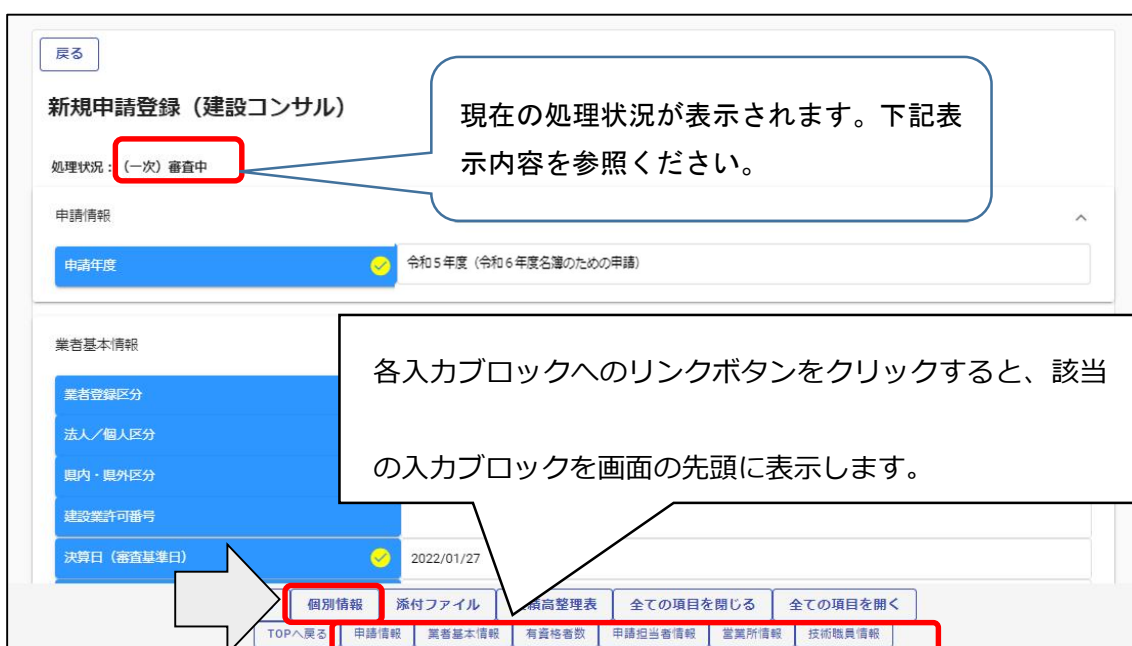 戻る
新規申請登録（建設コンサル）
現在の処理状況が表示されます。下記表
示内容を参照ください。
処理状況：（一次）審査中
申請情報
申請年度
令和５年度（令和６年度名簿のための申請）
業者基本情報
各入力ブロックへのリンクボタンをクリックすると、該当
の入力ブロックを画面の先頭に表示します。
業者登録区分
法人／個人区分
県内・県外区分
建設業許可番号
決算日（審査基準日）
2022/01/27
個別情報 添付ファイル 績高整理表 全ての項目を閉じる 全ての項目を開く
TOPへ戻る 申請情報 業者基本情報 有資格者数 申請担当者情報 営業所情報 技術職員情報